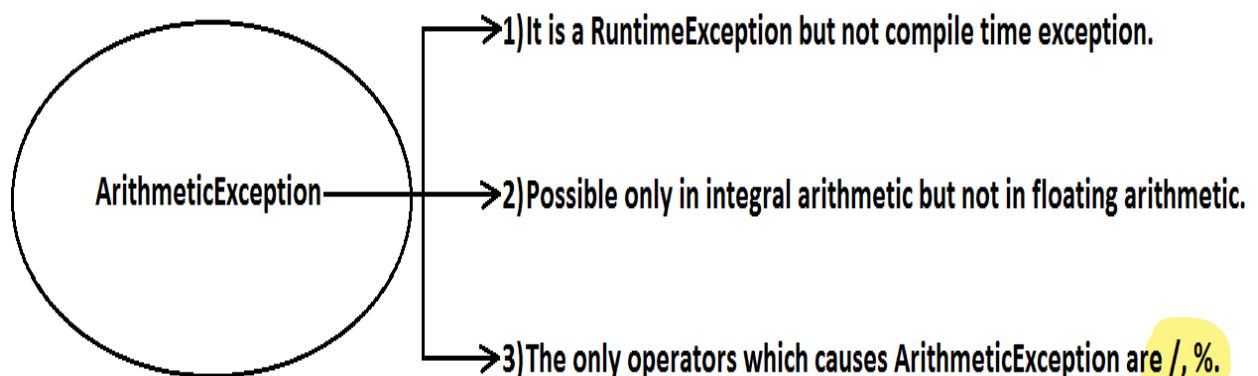 1)It is a RuntimeException but not compile time exception.
ArithmeticException
2)Possible only in integral arithmetic but not in floating arithmetic.
3)The only operators which causes ArithmeticException are /, %.